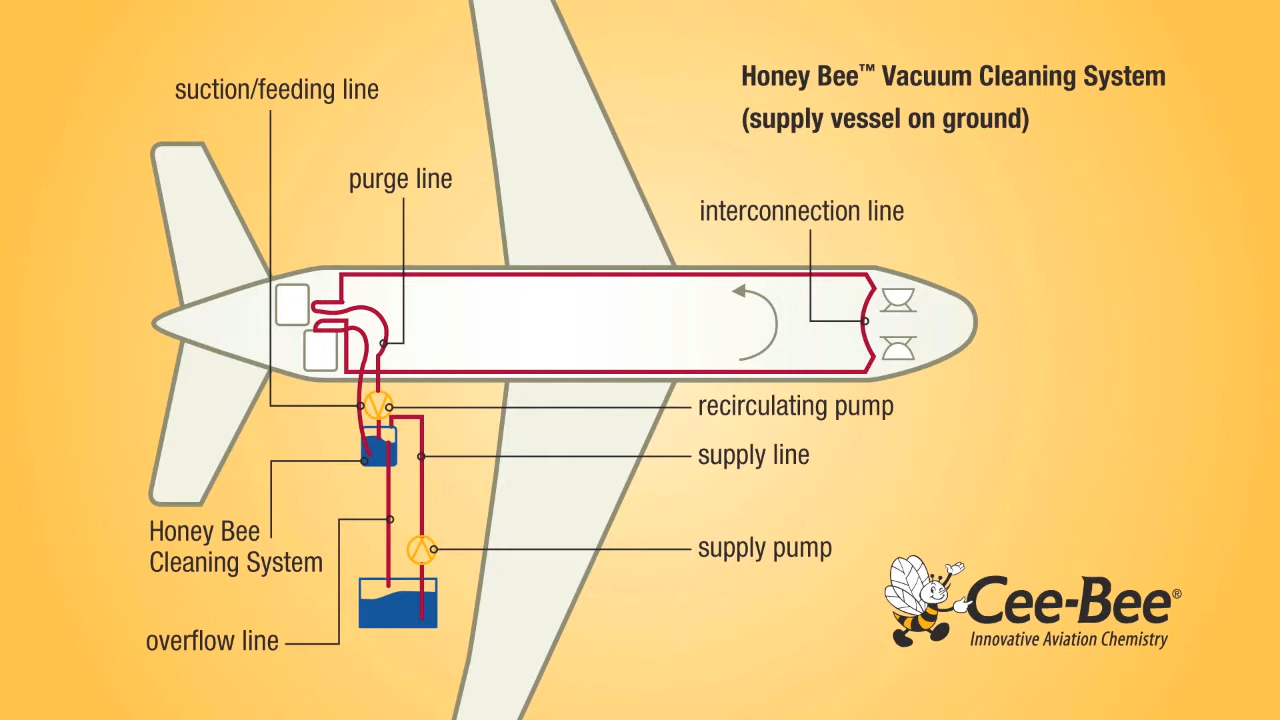 Honey Bee™ Vacuum Cleaning System
(supply vessel on ground)
suction/feeding line
purge line
interconnection line
recirculating pump
supply line
Honey Bee
Cleaning System
supply pump
overflow line
Cee-Bee®
Innovative Aviation Chemistry